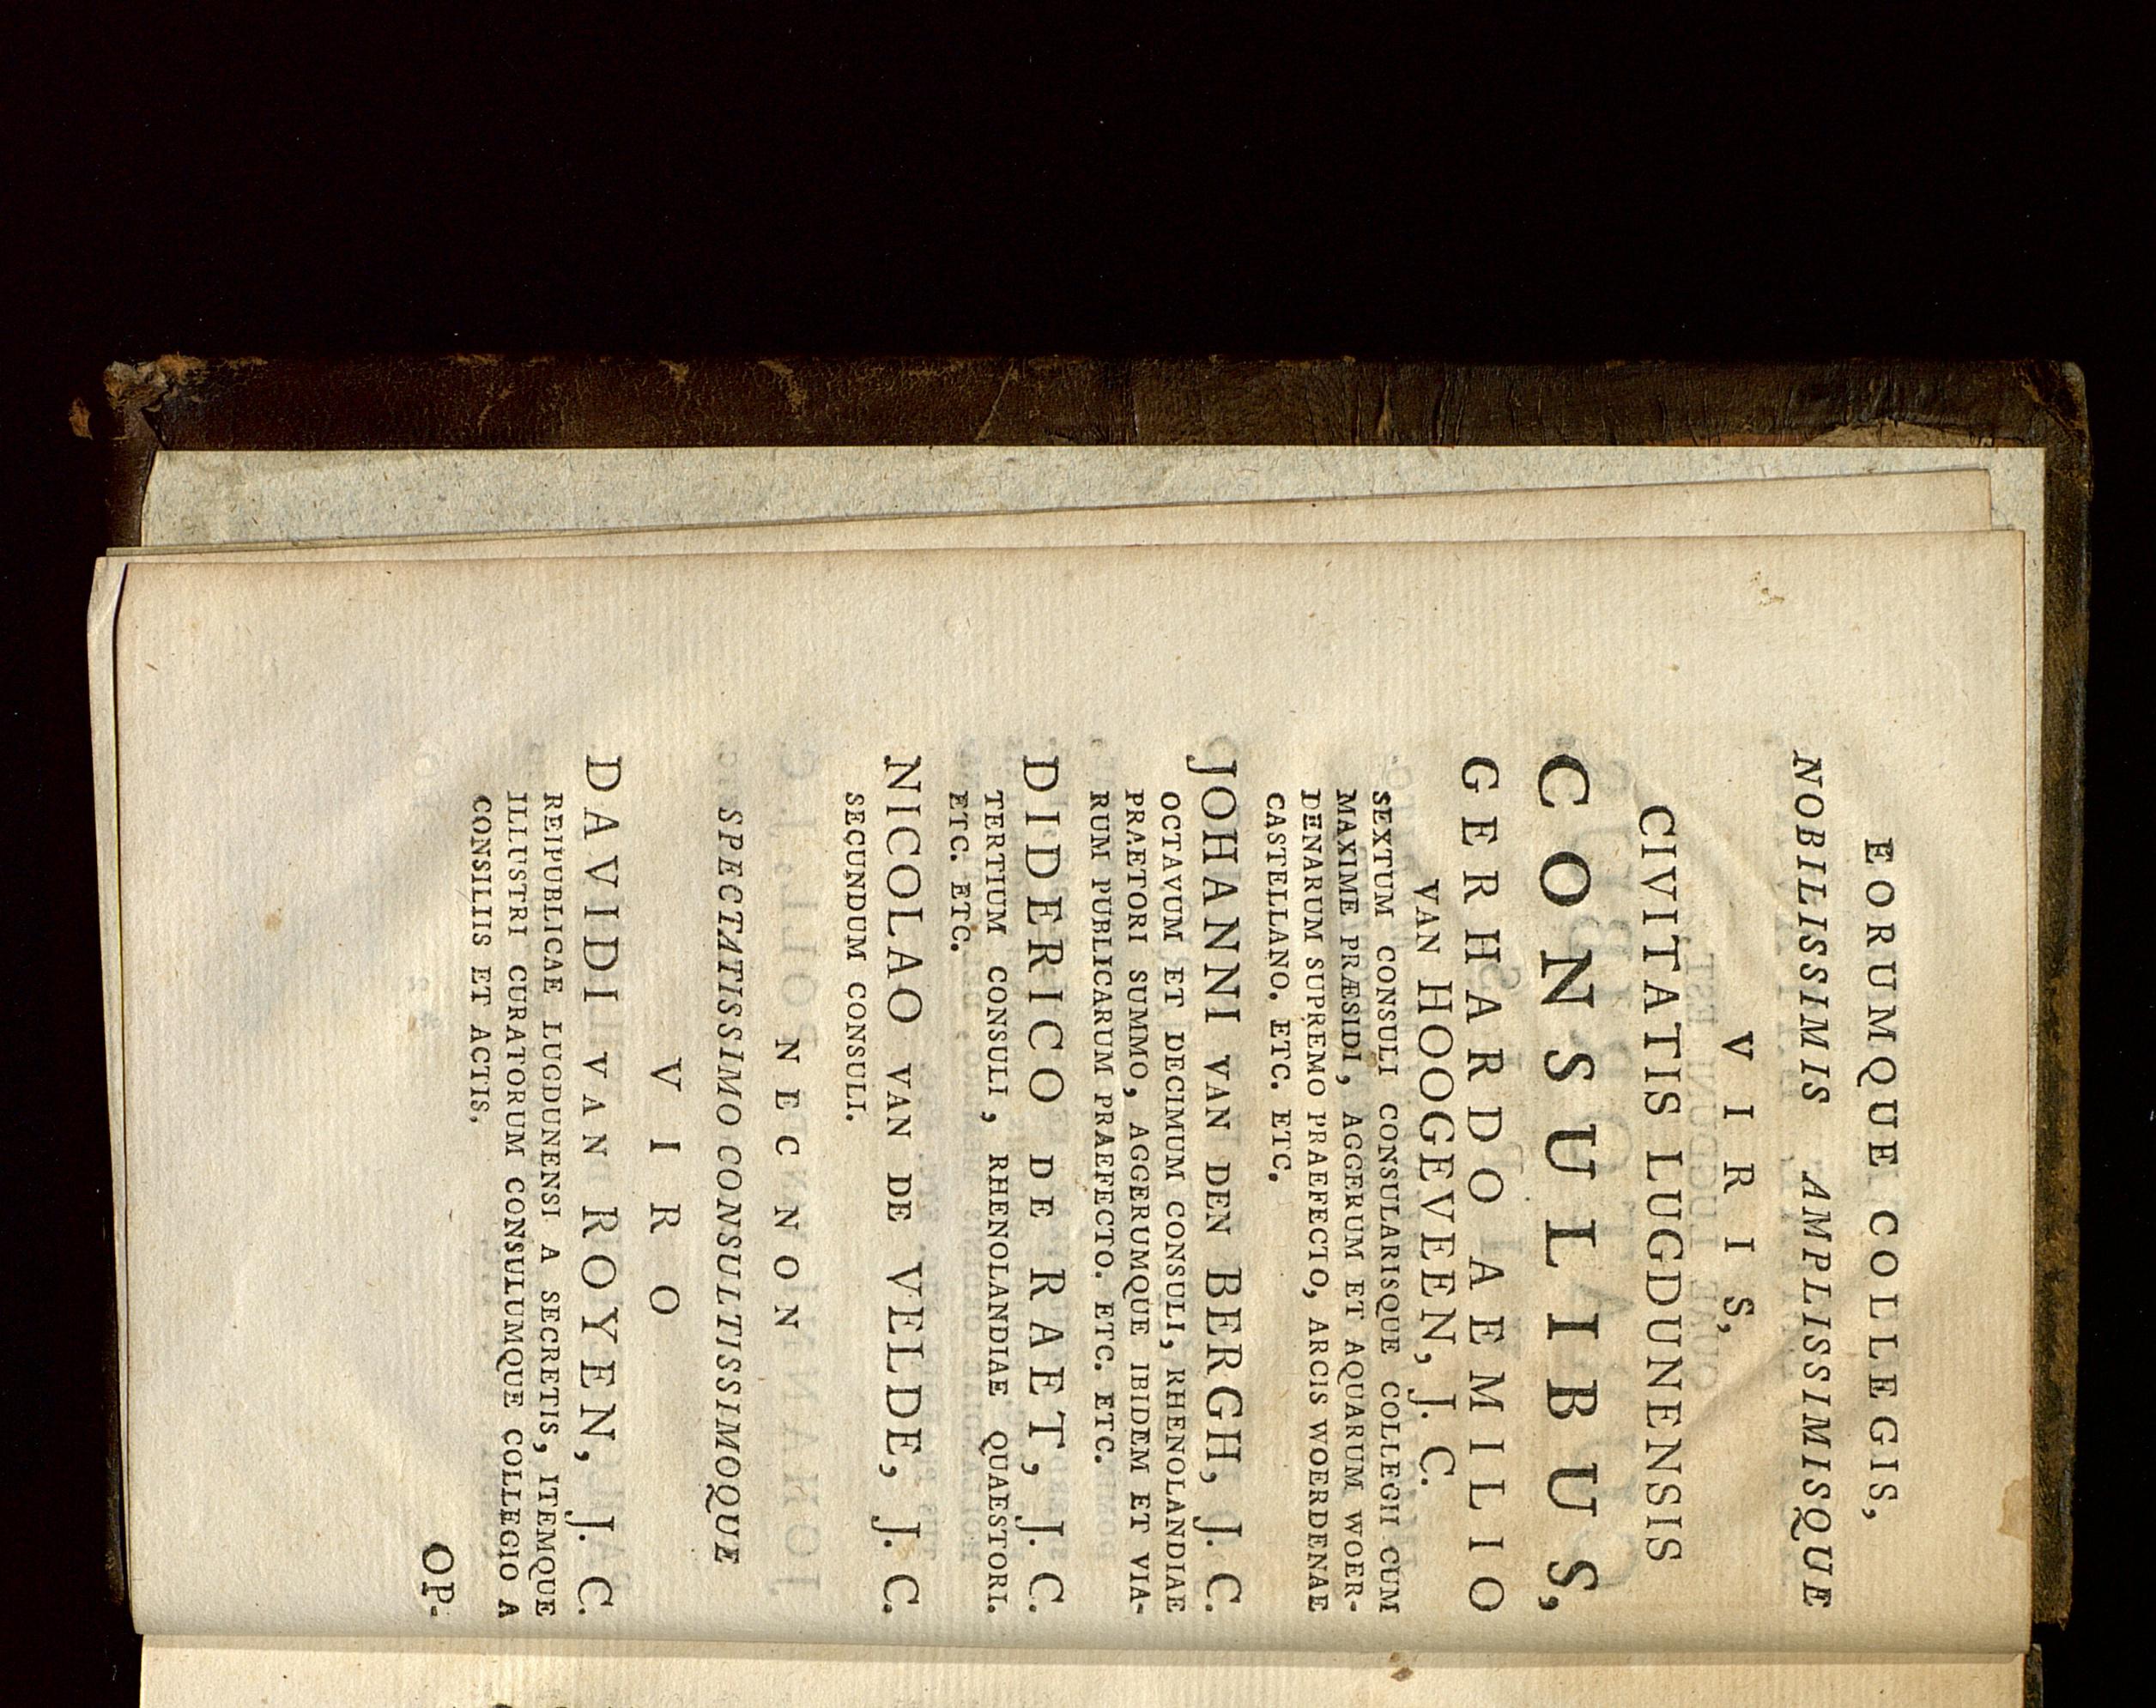 EORUMQUE COLLEGIS,
NOBILISSIMIS AMPLISSIMISQUE
VIRIS,
CIVITATIS LUGDUNENSIS
CONSULIBUS,
GERHARDO AEMILIO
VAN HOOGEVEEN, J. C.
SEXTUM CONSULI CONSULARISQUE COLLEGII CUM
MAXIME PRÆSIDI, AGGERUM ET AQUARUM WOER-
DENARUM SUPREMO PRAEFECTO, ARCIS WOERDENAE
CASTELLANO. ETC. ETC.
JOHANNI VAN DEN BERGH, J. C.
OCTAVUM ET DECIMUM CONSULI, RHENOLANDIAE
PRAETORI SUMMO, AGGERUMQUE IBIDEM ET VIA-
RUM PUBLICARUM PRAEFECTO. ETC. ETC.
DIDERICO DE RAET, J. C.
TERTIUM CONSULI, RHENOLANDIAE QUAESTORI.
ETC. ETC.
NICOLAO VAN DE VELDE, J. C.
SECUNDUM CONSULI.
NEC NON
SPECTATISSIMO CONSULTISSIMOQUE
VIRO
DAVIDI VAN ROYEN, J. C.
REIPUBLICAE LUGDUNENSI A SECRETIS, ITEMQUE
ILLUSTRI CURATORUM CONSULUMQUE COLLEGIO A
CONSILIIS ET ACTIS.
OP-